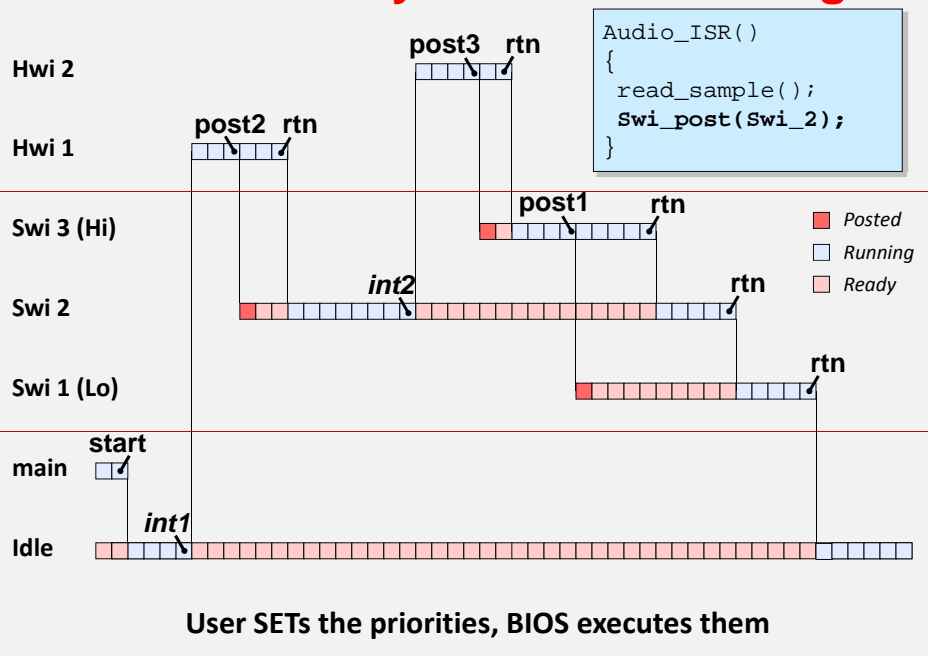 Audio_ISR()
{
read_sample();
Swi_post(Swi_2);
}
post3 rtn
Hwi 2
post2 rtn
Hwi 1
post1 rtn
Swi 3 (Hi)
Posted
Running
Ready
int2 rtn
Swi 2
rtn
Swi 1 (Lo)
start
main
int1
Idle
User SETs the priorities, BIOS executes them